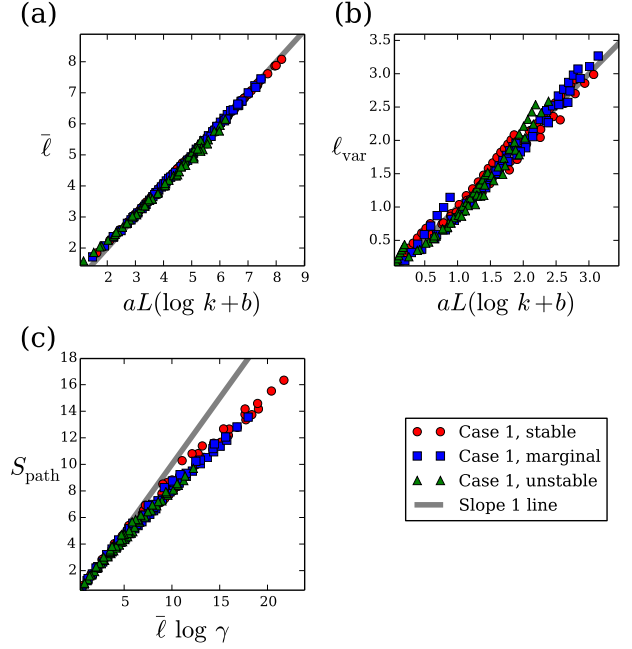 (a)
(b)
8
7
6
5
4
3
2
ℓ̄
2 3 4 5 6 7 8 9
aL(log k+b)
3.5
3.0
2.5
2.0
1.5
1.0
0.5
ℓvar
0.5 1.0 1.5 2.0 2.5 3.0
aL(log k+b)
(c)
18
16
14
12
10
8
6
4
2
Spath
5 10 15 20
ℓ̄ log γ
Case 1, stable
Case 1, marginal
Case 1, unstable
Slope 1 line